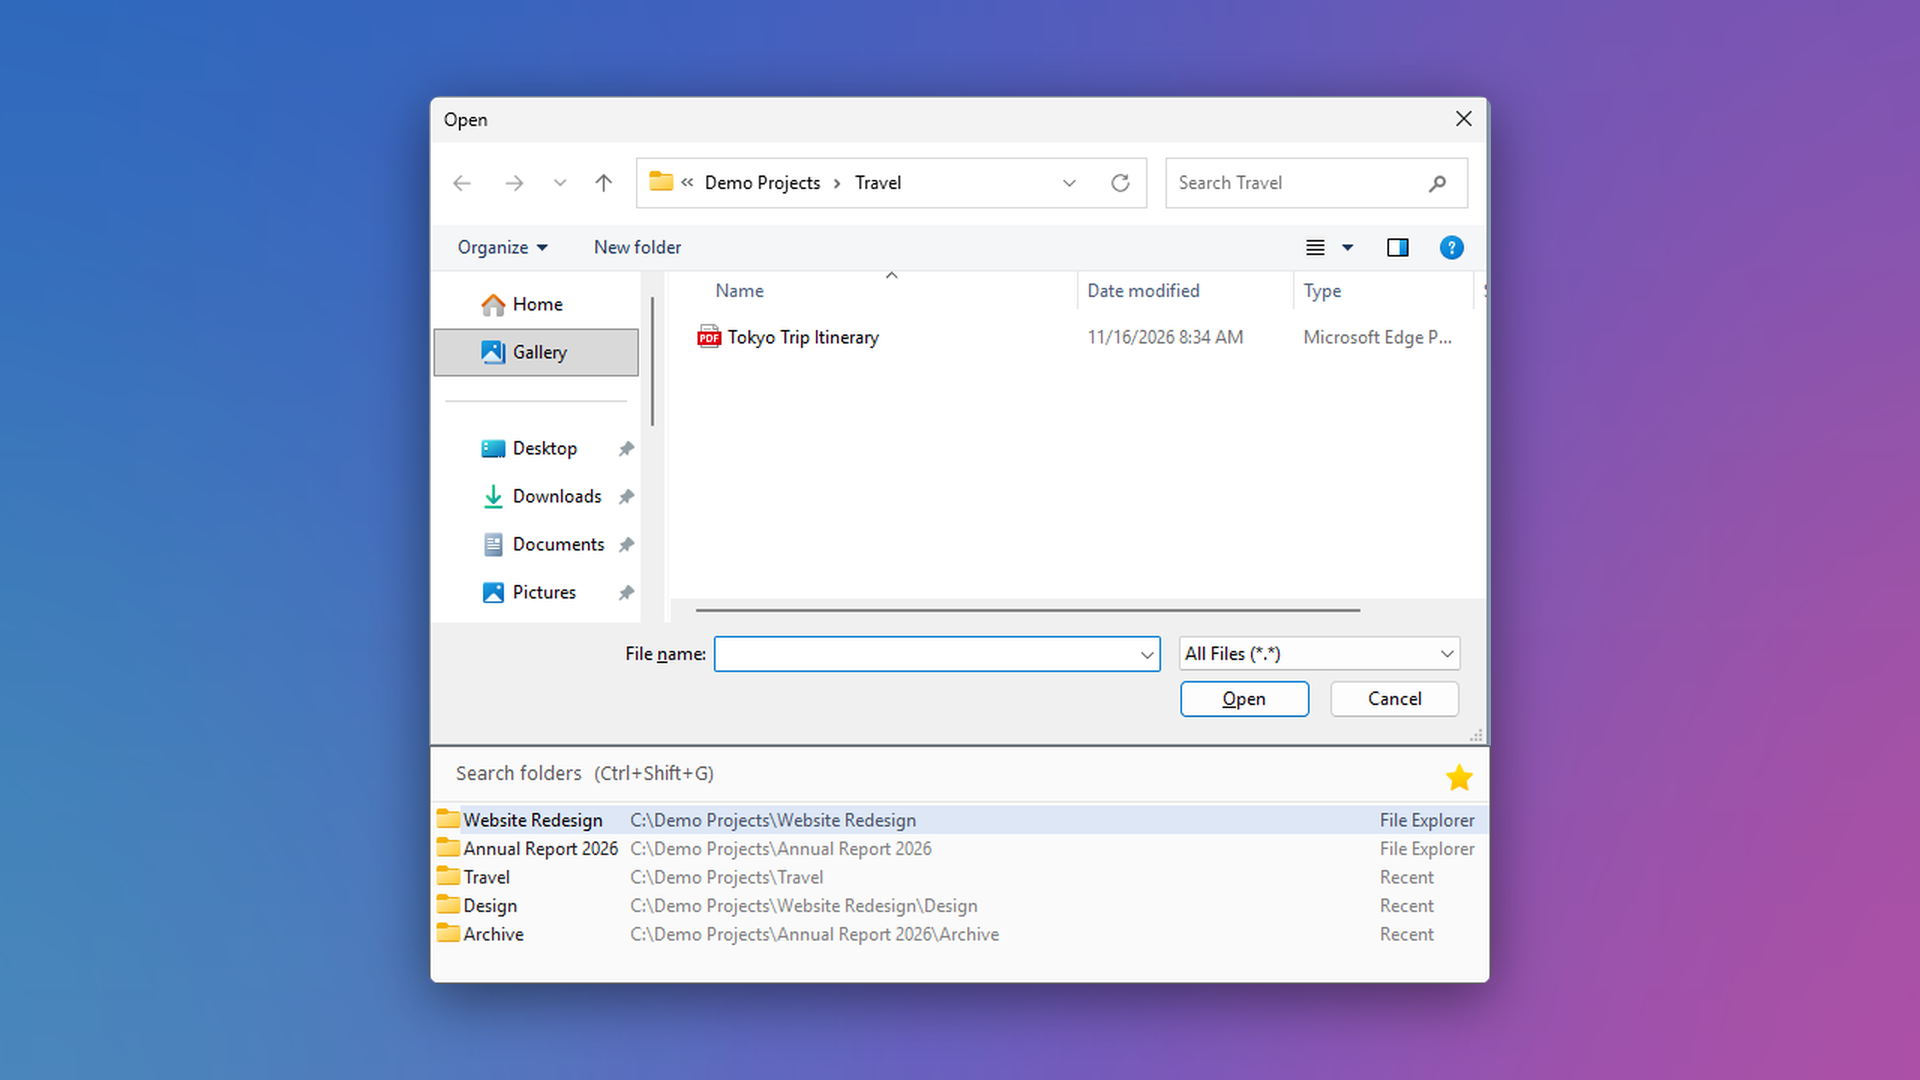 Open
Demo Projects Travel
Search Travel
Organize New folder
Name Date modified Type
Home
Gallery
Tokyo Trip Itinerary 11/16/2026 8:34 AM Microsoft Edge P...
PDF
Desktop
Downloads
Documents
Pictures
File name: All Files (*.*)
Open Cancel
Search folders (Ctrl+Shift+G)
Website Redesign C:\Demo Projects\Website Redesign File Explorer
Annual Report 2026 C:\Demo Projects\Annual Report 2026 File Explorer
Travel C:\Demo Projects\Travel Recent
Design C:\Demo Projects\Website Redesign\Design Recent
Archive C:\Demo Projects\Annual Report 2026\Archive Recent